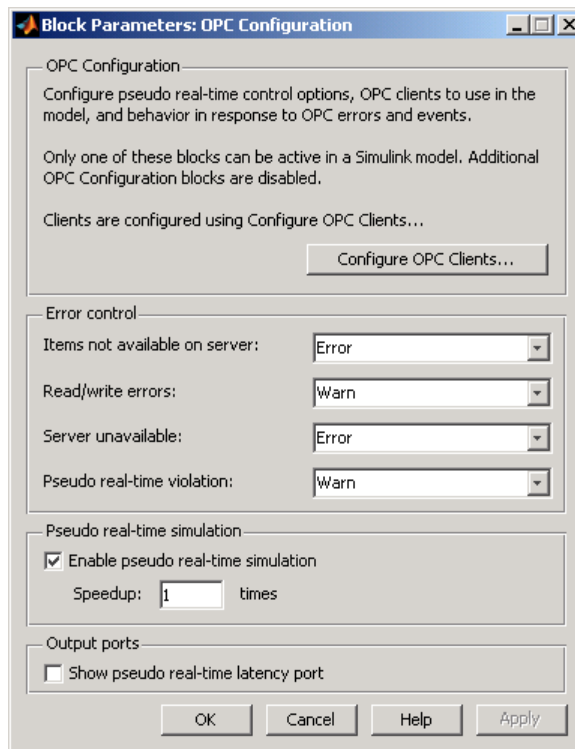 Block Parameters: OPC Configuration
OPC Configuration
Configure pseudo real-time control options, OPC clients to use in the
model, and behavior in response to OPC errors and events.
Only one of these blocks can be active in a Simulink model. Additional
OPC Configuration blocks are disabled.
Clients are configured using Configure OPC Clients...
Configure OPC Clients...
Error control
Items not available on server: Error
Read/write errors: Warn
Server unavailable: Error
Pseudo real-time violation: Warn
Pseudo real-time simulation
Enable pseudo real-time simulation
Speedup: 1 times
Output ports
Show pseudo real-time latency port
OK Cancel Help Apply